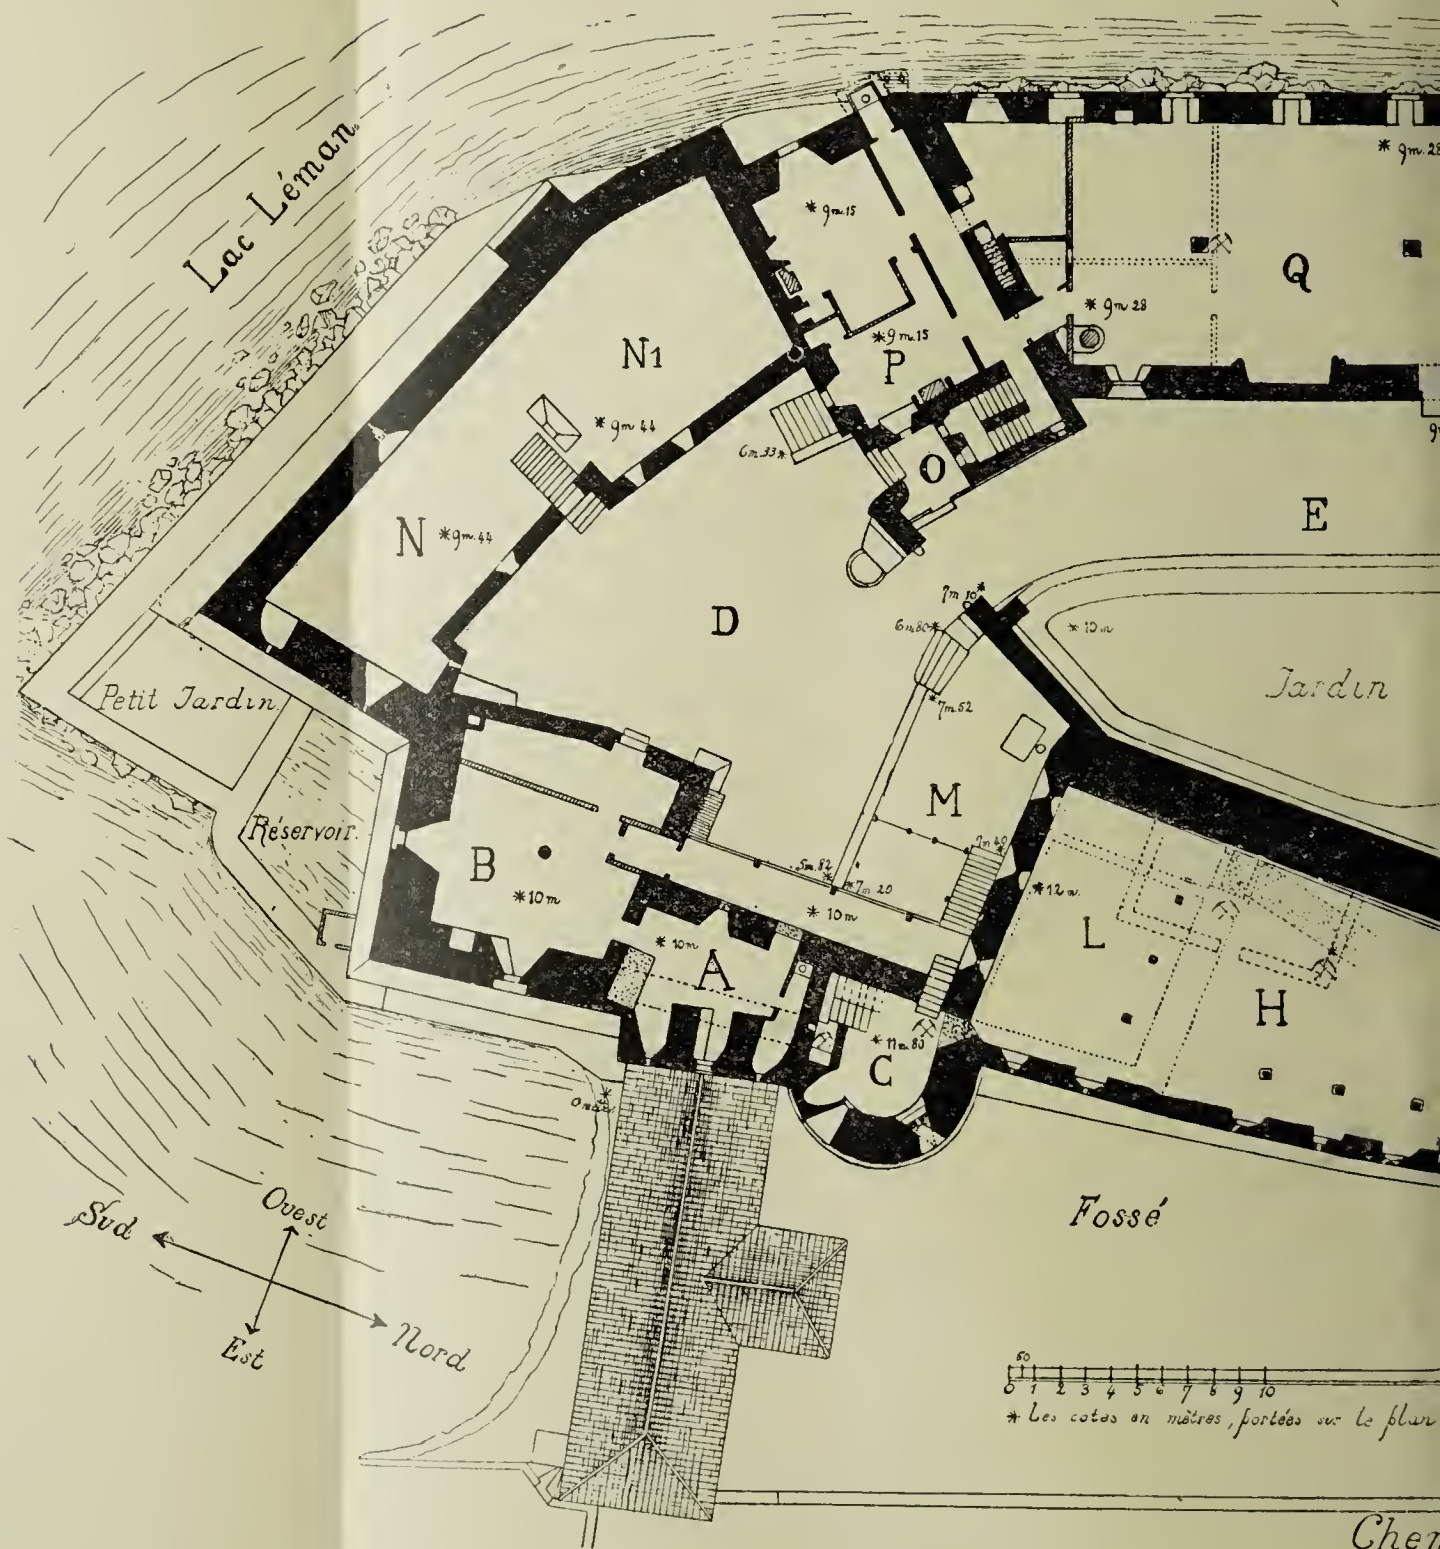 Lac Léman
9m.15
9m.28
Q
N1
9m.28
9m.15
P
9m 44
6m.33
O
E
N
9m.44
D
7m 10
6m.80
10m
Jardin
Petit Jardin
7m.52
M
Réservoir.
B
5m.82
7m 20
7m 40
12m.
10m
10m
10m
L
A
H
11m.80
C
Sud
Ouest
Est
Nord
Fossé
50
0 1 2 3 4 5 6 7 8 9 10
* Les cotes en mètres, portées sur le plan